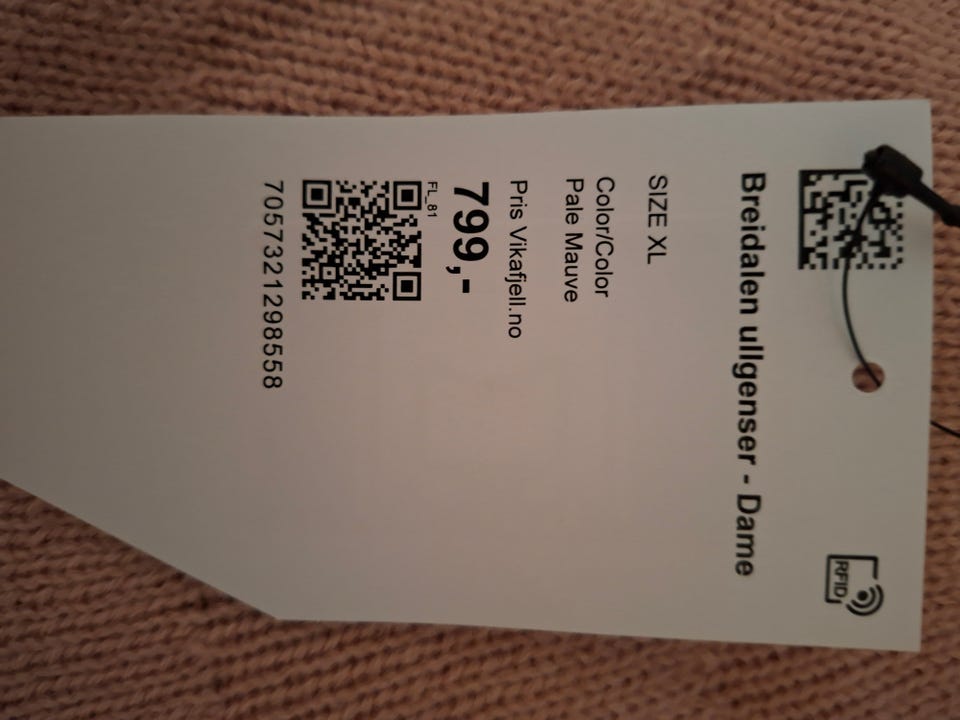 RFID
Breidalen ullgenser - Dame
SIZE XL
Color/Color
Pale Mauve
Pris Vikafjell.no
799,-
FL_81
7057321298558